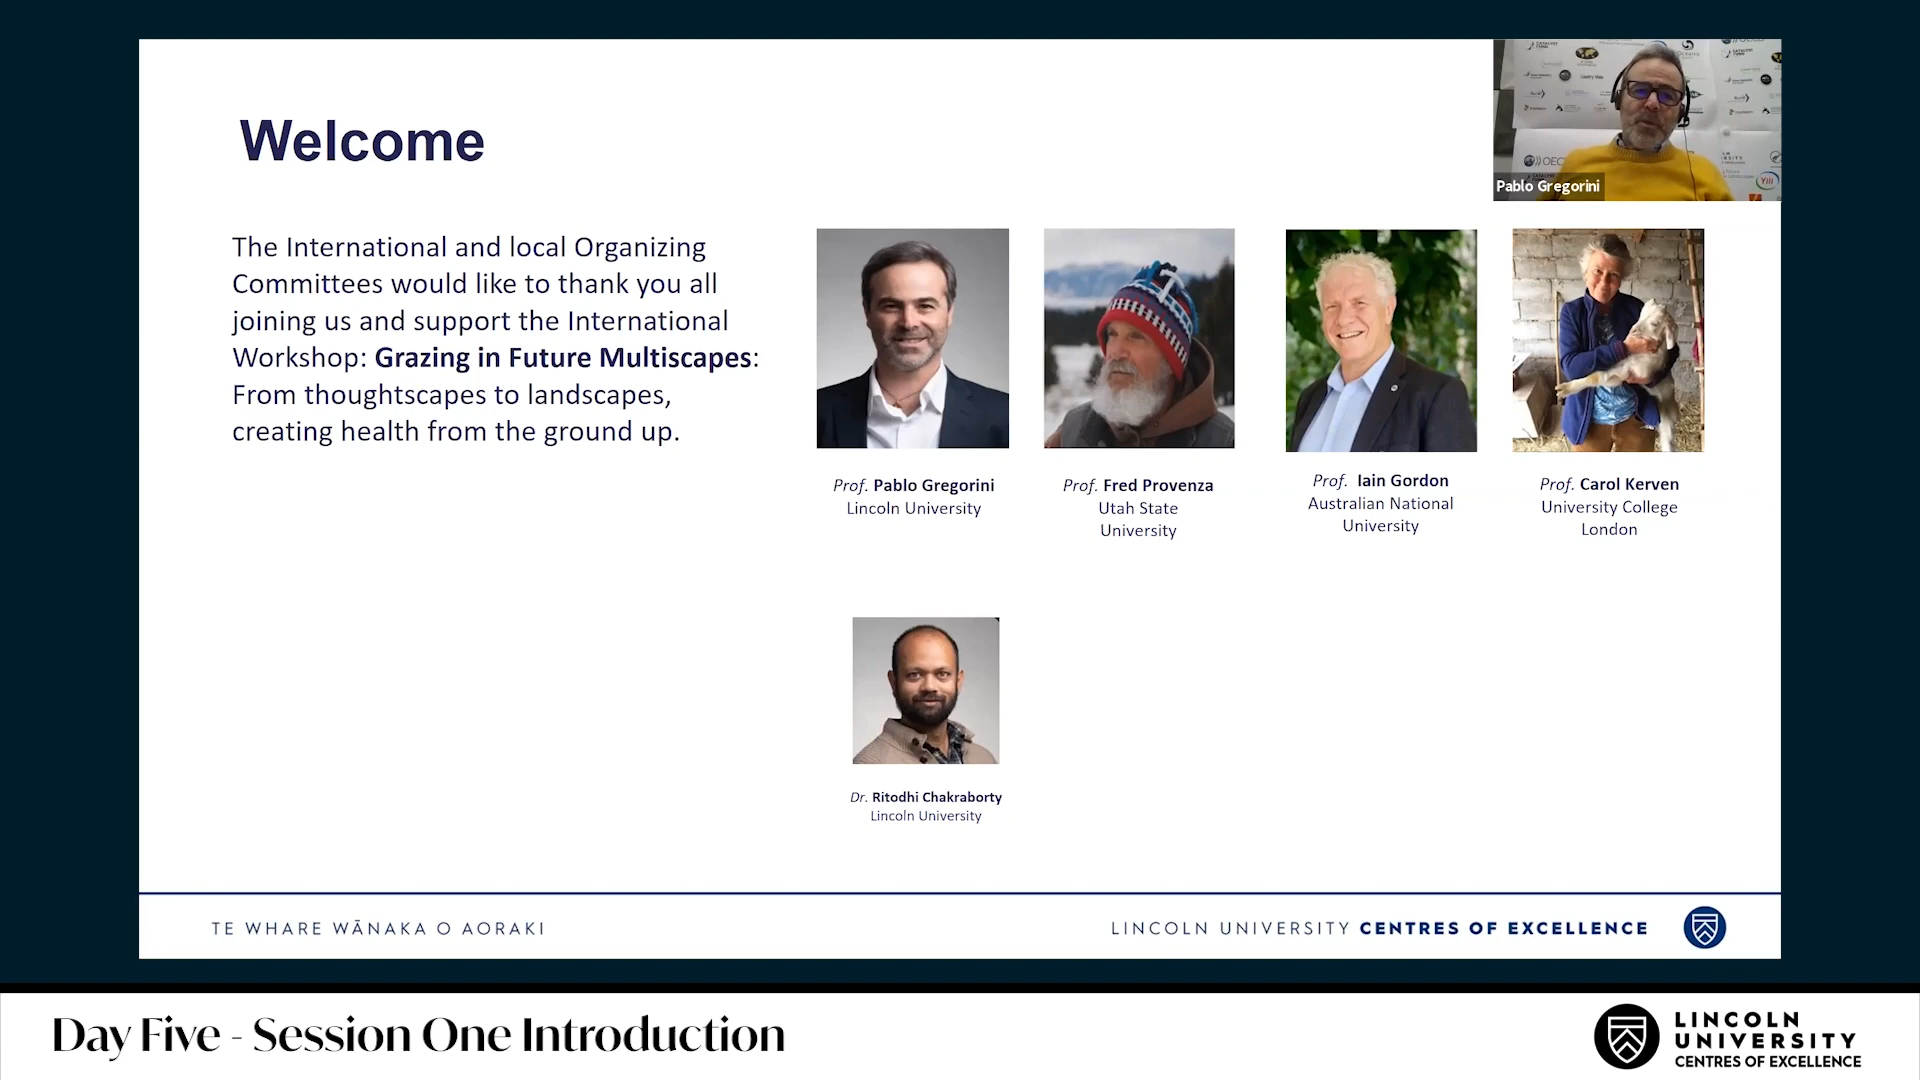 Welcome
The International and local Organizing
Committees would like to thank you all
joining us and support the International
Workshop: Grazing in Future Multiscapes:
From thoughtscapes to landscapes,
creating health from the ground up.
Pablo Gregorini
Prof. Pablo Gregorini
Lincoln University
Prof. Fred Provenza
Utah State
University
Prof. Iain Gordon
Australian National
University
Prof. Carol Kerven
University College
London
Dr. Ritodhi Chakraborty
Lincoln University
TE WHARE WĀNAKA O AORAKI
LINCOLN UNIVERSITY CENTRES OF EXCELLENCE
Day Five - Session One Introduction
LINCOLN
UNIVERSITY
CENTRES OF EXCELLENCE